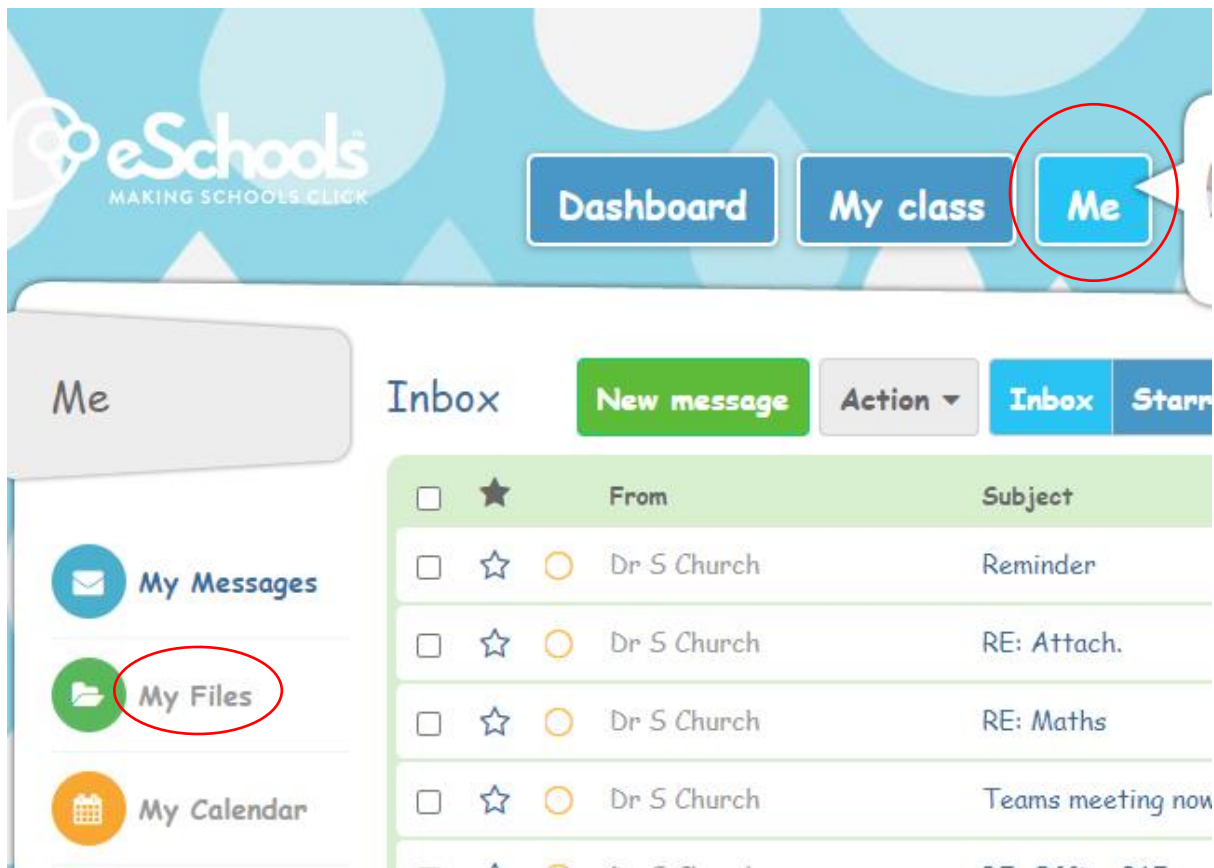 eSchools
MAKING SCHOOLS CLICK
Dashboard My class Me
Me
Inbox New message Action Inbox Starr
From Subject
My Messages
My Files
My Calendar
Dr S Church Reminder
Dr S Church RE: Attach.
Dr S Church RE: Maths
Dr S Church Teams meeting now